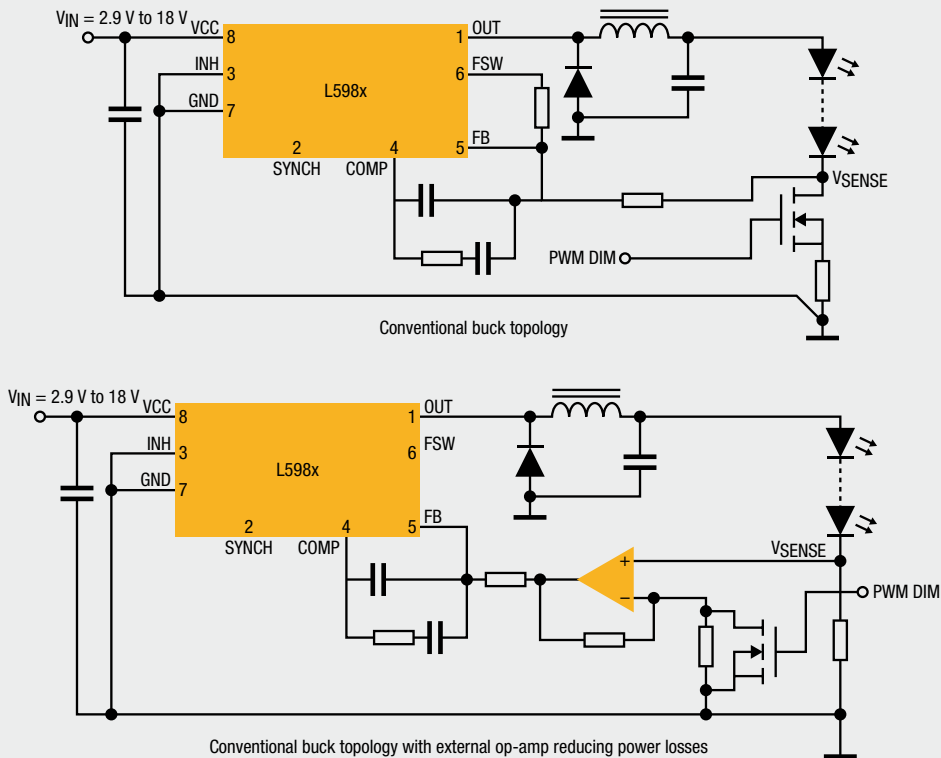 VIN = 2.9 V to 18 V
VCC
8
1
OUT
INH
3
6
FSW
L598x
GND
7
5
FB
2
4
SYNCH
COMP
VSENSE
PWM DIM
Conventional buck topology
VIN = 2.9 V to 18 V
VCC
8
1
OUT
INH
3
6
FSW
L598x
GND
7
5
FB
2
4
SYNCH
COMP
+
VSENSE
−
PWM DIM
Conventional buck topology with external op-amp reducing power losses